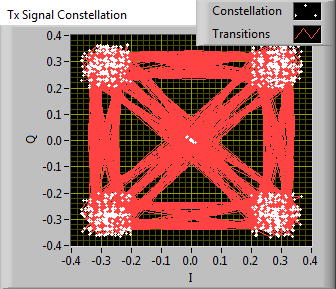 Tx Signal Constellation
Constellation
Transitions
0.4
0.3
0.2
0.1
0.0
-0.1
-0.2
-0.3
-0.4
Q
-0.4 -0.3 -0.2 -0.1 0.0 0.1 0.2 0.3 0.4
I